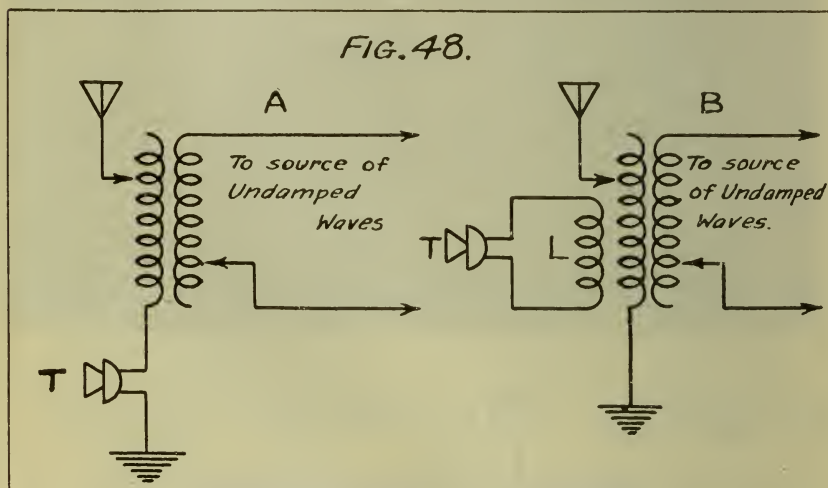 FIG. 48.
A
To source of
Undamped
Waves
T
B
To source
of Undamped
Waves.
T
L